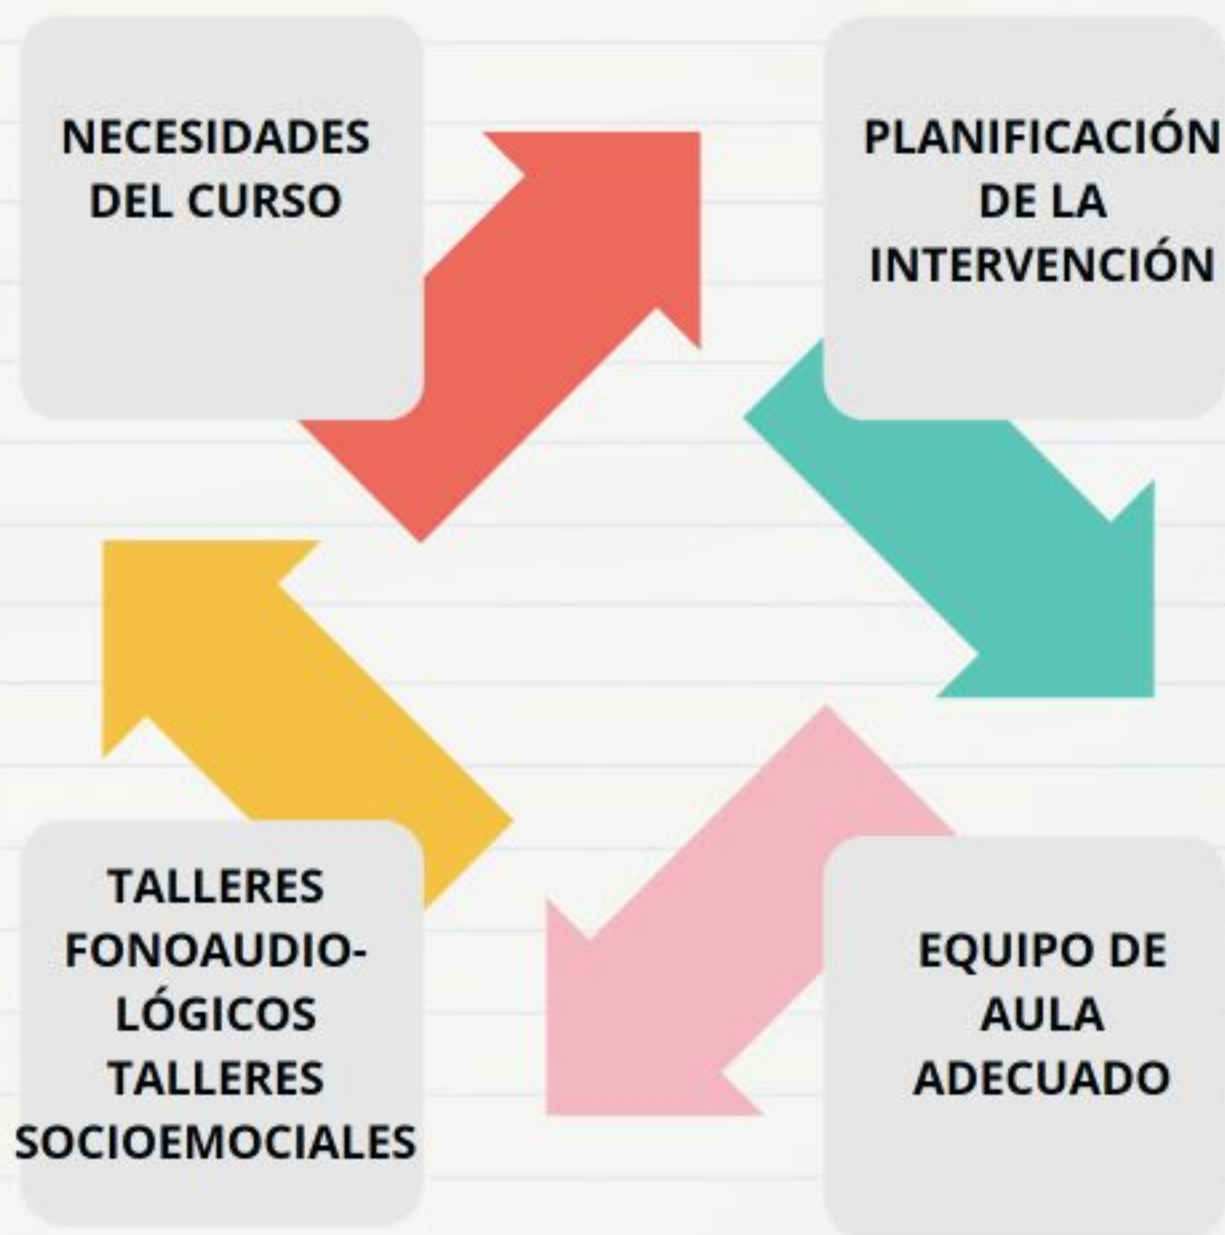 NECESIDADES
DEL CURSO
PLANIFICACIÓN
DE LA
INTERVENCIÓN
EQUIPO DE
AULA
ADECUADO
TALLERES
FONOAUDIO-
LÓGICOS
TALLERES
SOCIOEMOCIALES